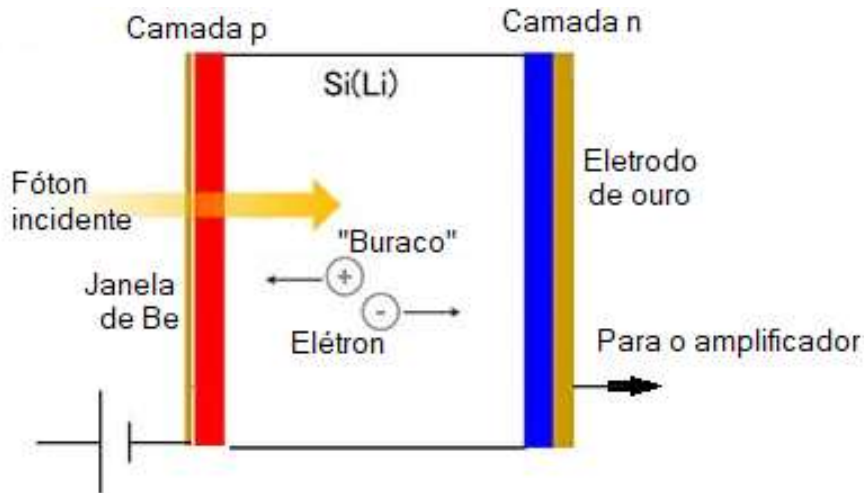 Camada p
Camada n
Si(Li)
Fóton
incidente
Eletrodo
de ouro
"Buraco"
+
Janela
de Be
-
Elétron
Para o amplificador